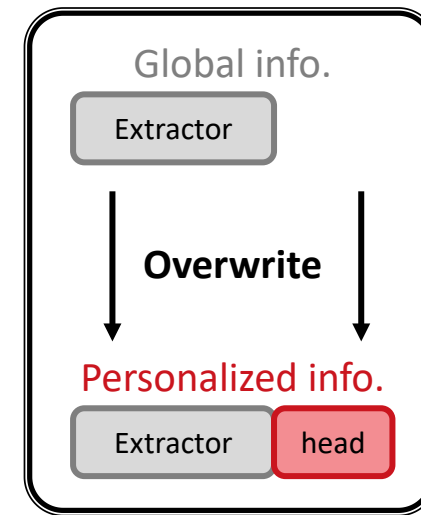 Global info.
Extractor
Overwrite
Personalized info.
Extractor head